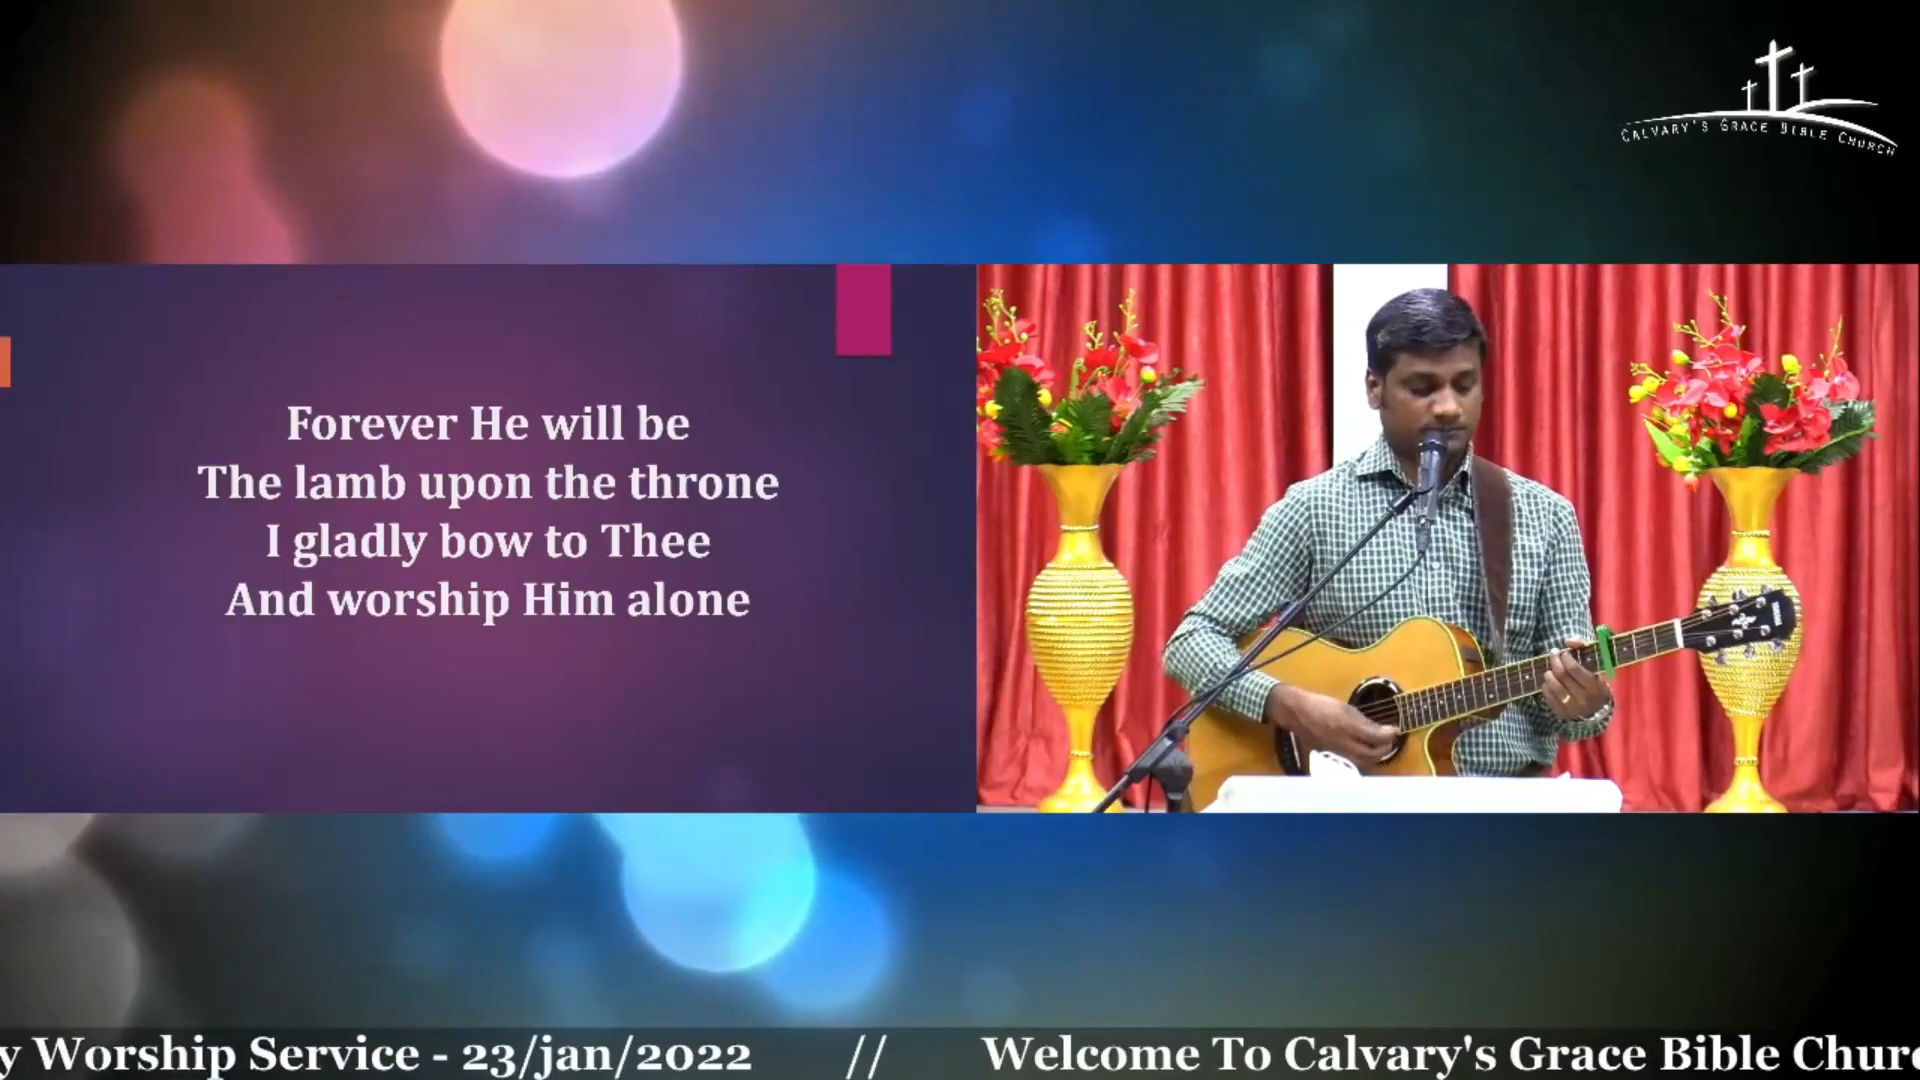 CALVARY'S GRACE BIBLE CHURCH
Forever He will be
The lamb upon the throne
I gladly bow to Thee
And worship Him alone
y Worship Service - 23/jan/2022 // Welcome To Calvary's Grace Bible Churc